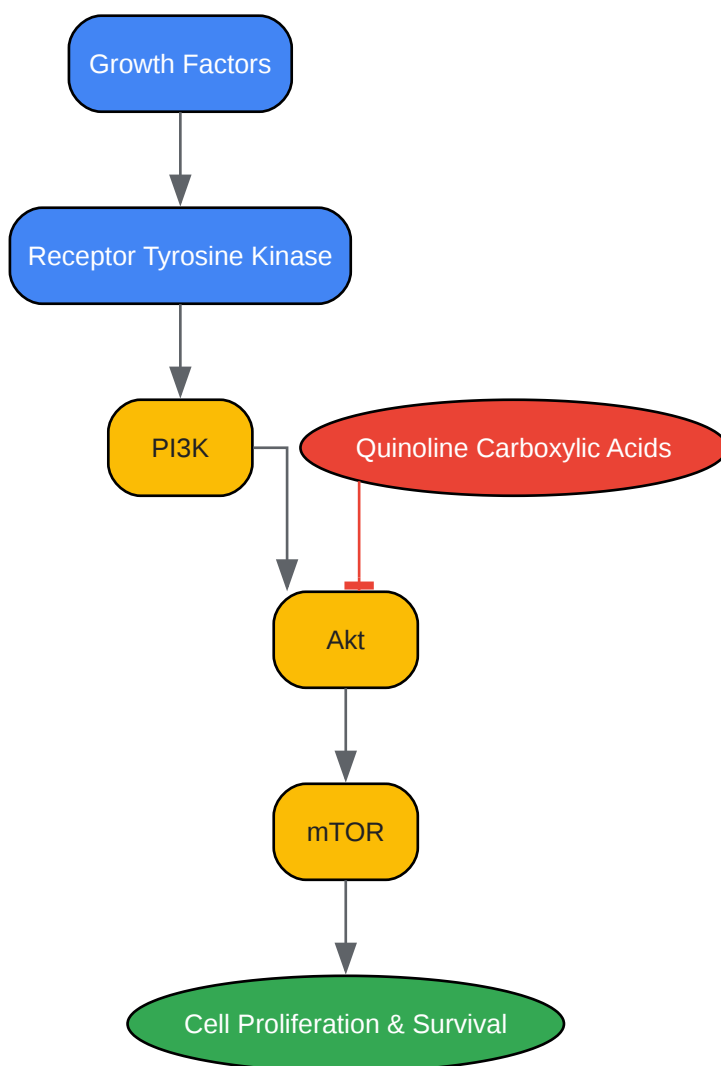 Growth Factors
Receptor Tyrosine Kinase
PI3K
Quinoline Carboxylic Acids
Akt
mTOR
Cell Proliferation & Survival